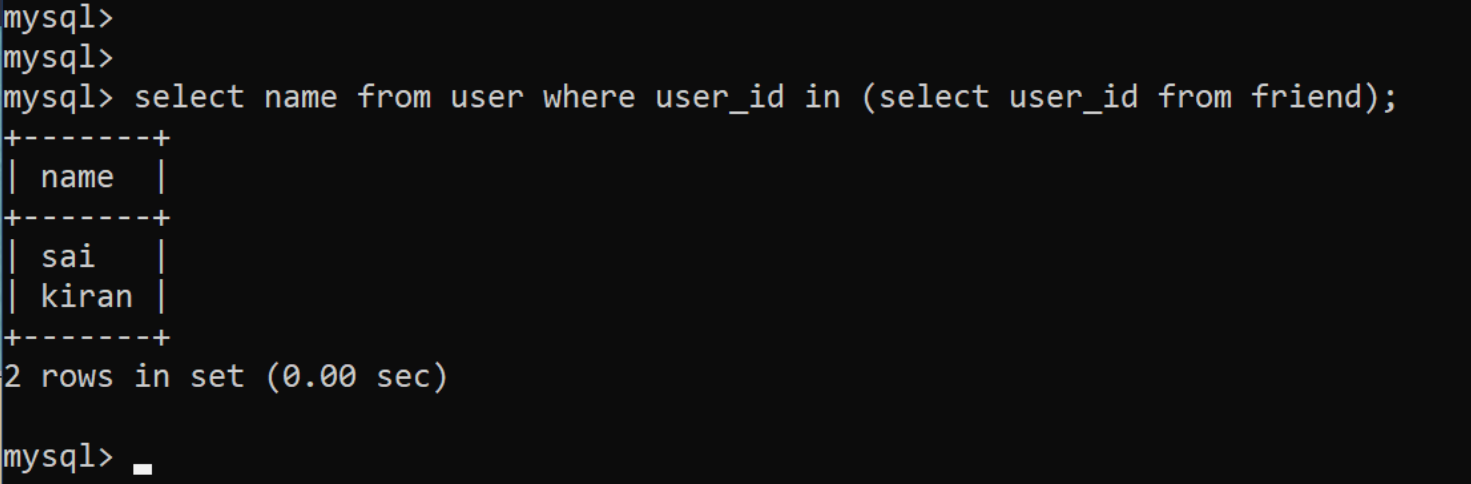 mysql>
mysql>
mysql> select name from user where user_id in (select user_id from friend);
+-------+
| name  |
+-------+
| sai   |
| kiran |
+-------+
2 rows in set (0.00 sec)
mysql> _